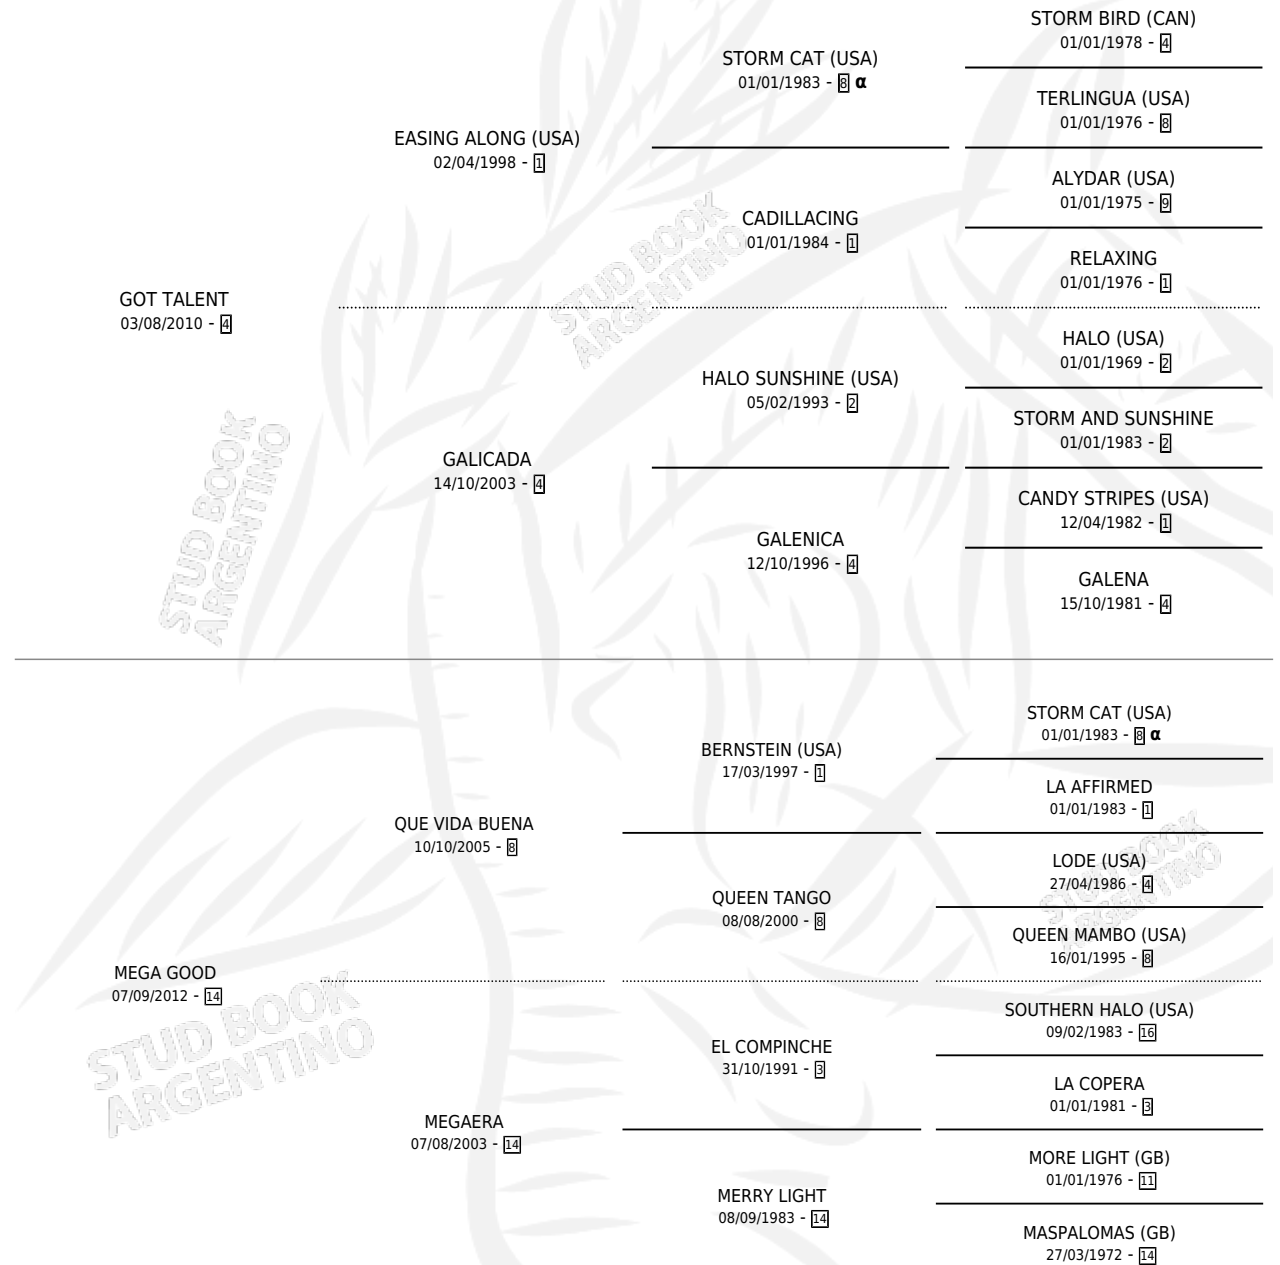 STORM BIRD (CAN)
01/01/1978 - 4
STORM CAT (USA)
01/01/1983 - 8 α
TERLINGUA (USA)
01/01/1976 - 8
EASING ALONG (USA)
02/04/1998 - 1
ALYDAR (USA)
01/01/1975 - 9
CADILLACING
01/01/1984 - 1
RELAXING
01/01/1976 - 1
GOT TALENT
03/08/2010 - 4
HALO (USA)
01/01/1969 - 2
HALO SUNSHINE (USA)
05/02/1993 - 2
STORM AND SUNSHINE
01/01/1983 - 2
GALICADA
14/10/2003 - 4
CANDY STRIPES (USA)
12/04/1982 - 1
GALENICA
12/10/1996 - 4
GALENA
15/10/1981 - 4
STORM CAT (USA)
01/01/1983 - 8 α
BERNSTEIN (USA)
17/03/1997 - 1
LA AFFIRMED
01/01/1983 - 1
QUE VIDA BUENA
10/10/2005 - 8
LODE (USA)
27/04/1986 - 4
QUEEN TANGO
08/08/2000 - 8
QUEEN MAMBO (USA)
16/01/1995 - 8
MEGA GOOD
07/09/2012 - 14
SOUTHERN HALO (USA)
09/02/1983 - 16
EL COMPINCHE
31/10/1991 - 3
LA COPERA
01/01/1981 - 3
MEGAERA
07/08/2003 - 14
MORE LIGHT (GB)
01/01/1976 - 11
MERRY LIGHT
08/09/1983 - 14
MASPALOMAS (GB)
27/03/1972 - 14
STUD BOOK
ARGENTINO
STUD BOOK
ARGENTINO
STUD BOOK
ARGENTINO
STUD BOOK
ARGENTINO